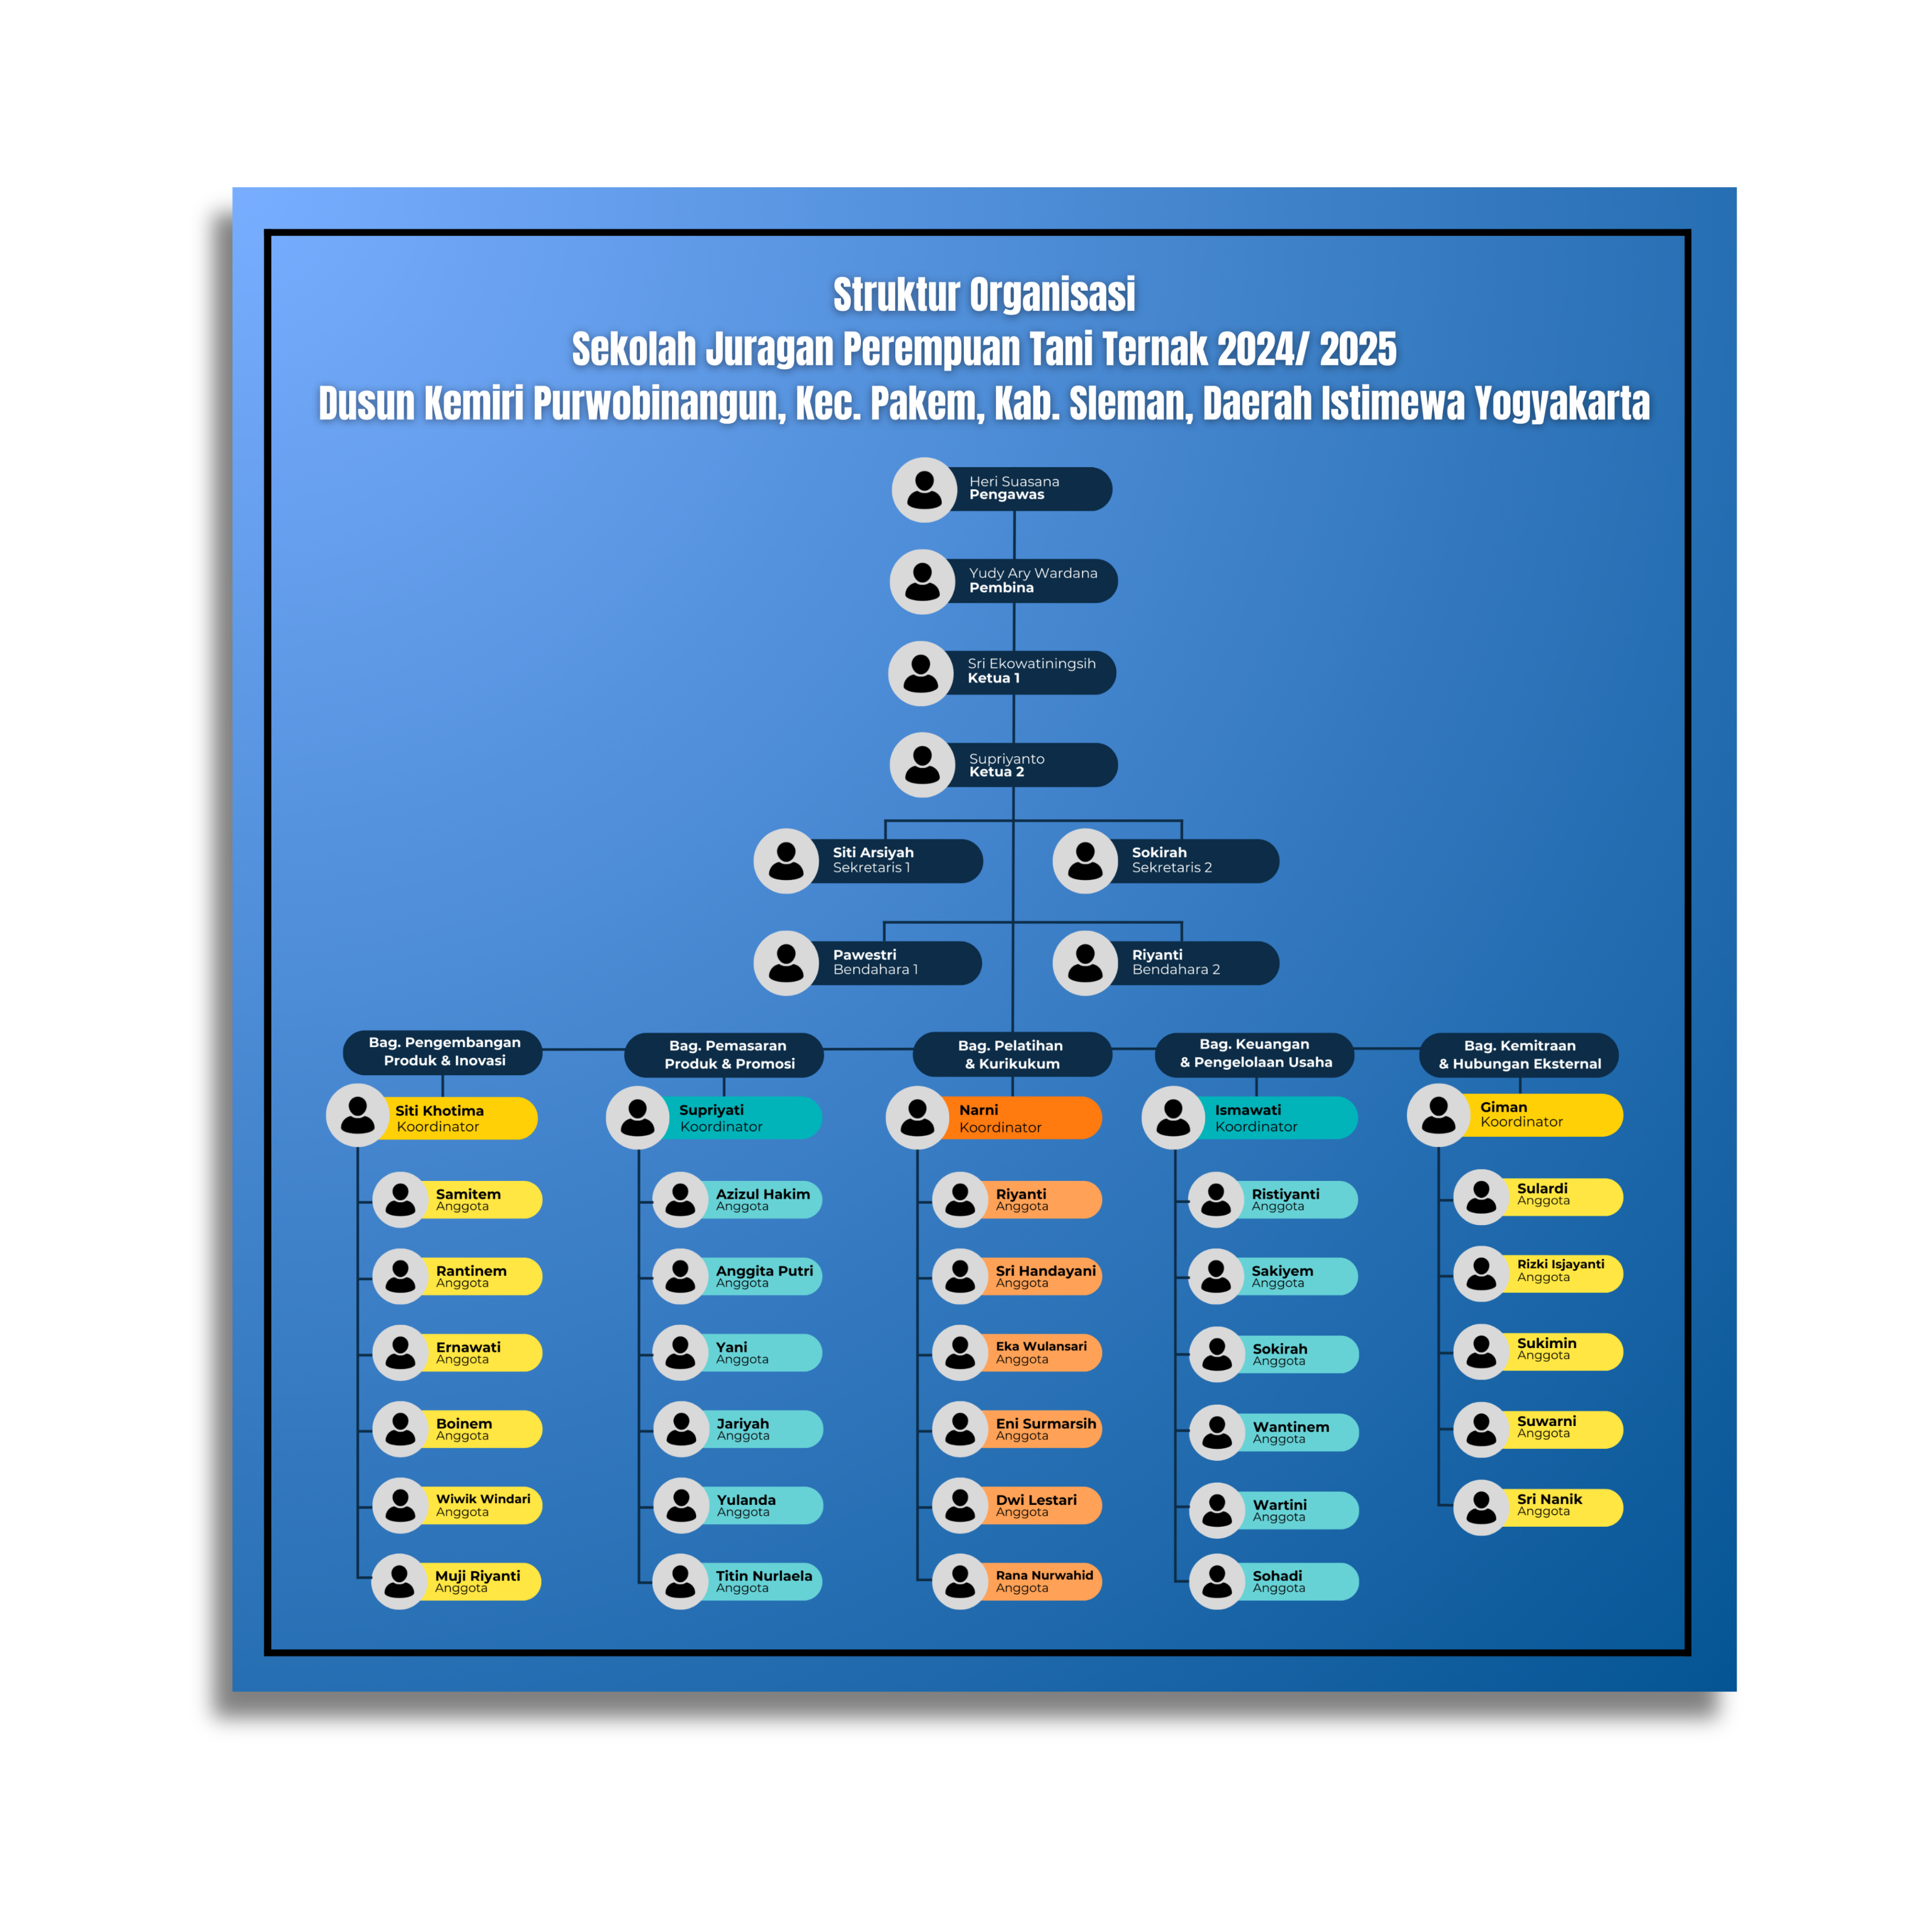 Struktur Organisasi
Sekolah Juragan Perempuan Tani Ternak 2024/ 2025
Dusun Kemiri Purwobinangun, Kec. Pakem, Kab. Sleman, Daerah Istimewa Yogyakarta
Heri Suasana
Pengawas
Yudy Ary Wardana
Pembina
Sri Ekowatiningsih
Ketua 1
Supriyanto
Ketua 2
Siti Arsiyah
Sekretaris 1
Sokirah
Sekretaris 2
Pawestri
Bendahara 1
Riyanti
Bendahara 2
Bag. Pengembangan
Produk & Inovasi
Siti Khotima
Koordinator
Samitem
Anggota
Rantinem
Anggota
Ernawati
Anggota
Boinem
Anggota
Wiwik Windari
Anggota
Muji Riyanti
Anggota
Bag. Pemasaran
Produk & Promosi
Supriyati
Koordinator
Azizul Hakim
Anggota
Anggita Putri
Anggota
Yani
Anggota
Jariyah
Anggota
Yulanda
Anggota
Titin Nurlaela
Anggota
Bag. Pelatihan
& Kurikukum
Narni
Koordinator
Riyanti
Anggota
Sri Handayani
Anggota
Eka Wulansari
Anggota
Eni Surmarsih
Anggota
Dwi Lestari
Anggota
Rana Nurwahid
Anggota
Bag. Keuangan
& Pengelolaan Usaha
Ismawati
Koordinator
Ristiyanti
Anggota
Sakiyem
Anggota
Sokirah
Anggota
Wantinem
Anggota
Wartini
Anggota
Sohadi
Anggota
Bag. Kemitraan
& Hubungan Eksternal
Giman
Koordinator
Sulardi
Anggota
Rizki Isjayanti
Anggota
Sukimin
Anggota
Suwarni
Anggota
Sri Nanik
Anggota